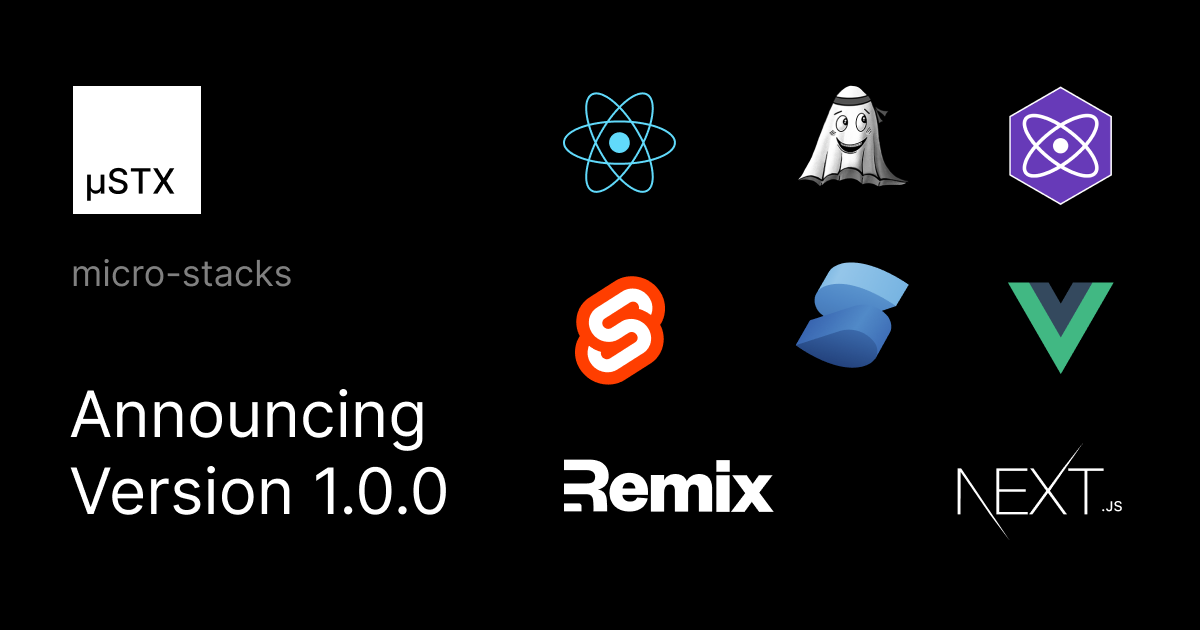 µSTX
micro-stacks
Announcing
Version 1.0.0
Remix
NEXT.JS